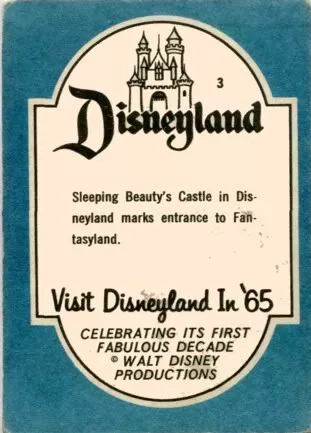 3
Disneyland
Sleeping Beauty's Castle in Dis-
neyland marks entrance to Fan-
tasyland.
Visit Disneyland In '65
CELEBRATING ITS FIRST
FABULOUS DECADE
© WALT DISNEY
PRODUCTIONS